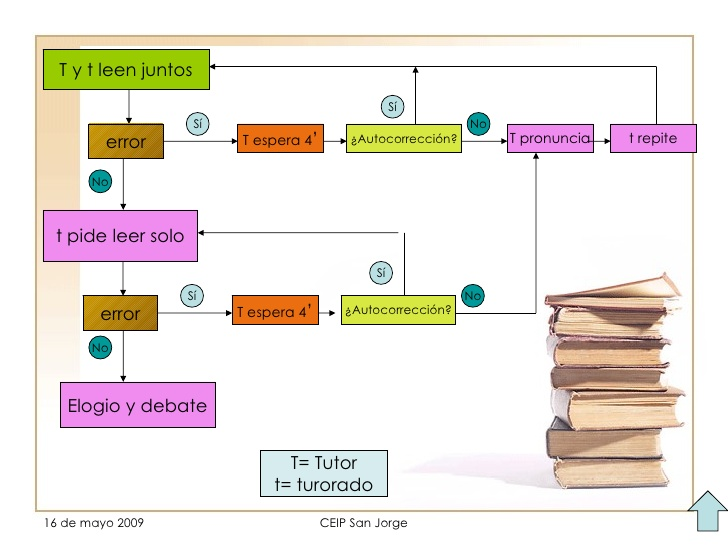 T y t leen juntos
Sí
Sí
No
error
T espera 4’
¿Autocorrección?
T pronuncia
t repite
No
t pide leer solo
Sí
Sí
No
error
T espera 4’
¿Autocorrección?
No
Elogio y debate
T= Tutor
t= turorado
16 de mayo 2009
CEIP San Jorge